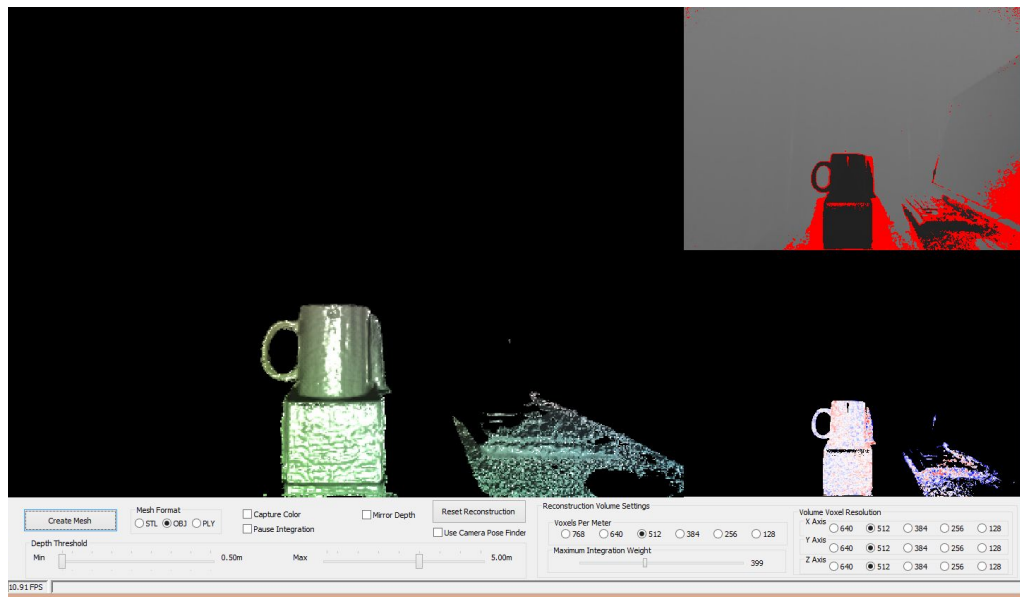 Create Mesh
Mesh Format
STL OBJ PLY
Capture Color
Pause Integration
Mirror Depth
Reset Reconstruction
Use Camera Pose Finder
Depth Threshold
Min 0.50m Max 5.00m
Reconstruction Volume Settings
Voxels Per Meter
768 640 512 384 256 128
Maximum Integration Weight
399
Volume Voxel Resolution
X Axis
640 512 384 256 128
Y Axis
640 512 384 256 128
Z Axis
640 512 384 256 128
10.91 FPS